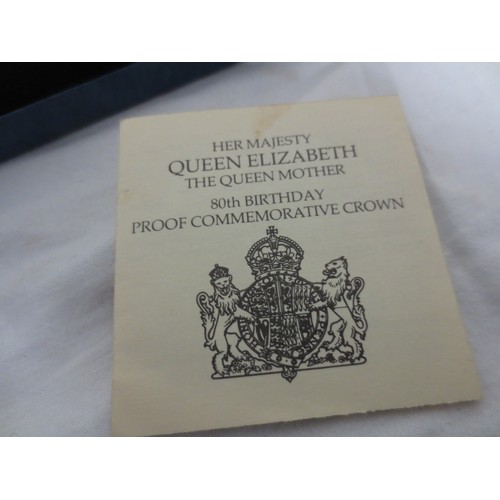 HER MAJESTY
QUEEN ELIZABETH
THE QUEEN MOTHER
80th BIRTHDAY
PROOF COMMEMORATIVE CROWN